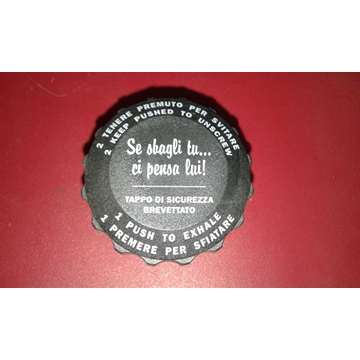 2 TENERE PREMUTO PER SVITARE
2 KEEP PUSHED TO UNSCREW
Se sbagli tu...
ci pensa lui!
TAPPO DI SICUREZZA
BREVETTATO
1 PUSH TO EXHALE
1 PREMERE PER SFIATARE